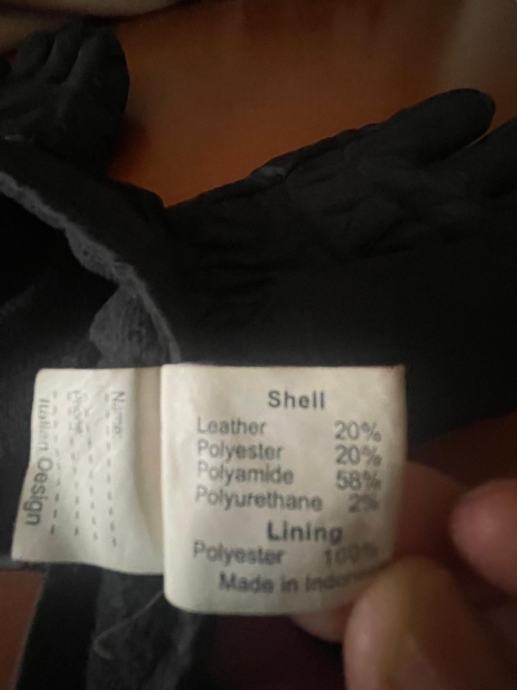 Shell
Leather 20%
Polyester 20%
Polyamide 58%
Polyurethane 2%
Lining
Polyester 100%
Made in
Name
Italian Design